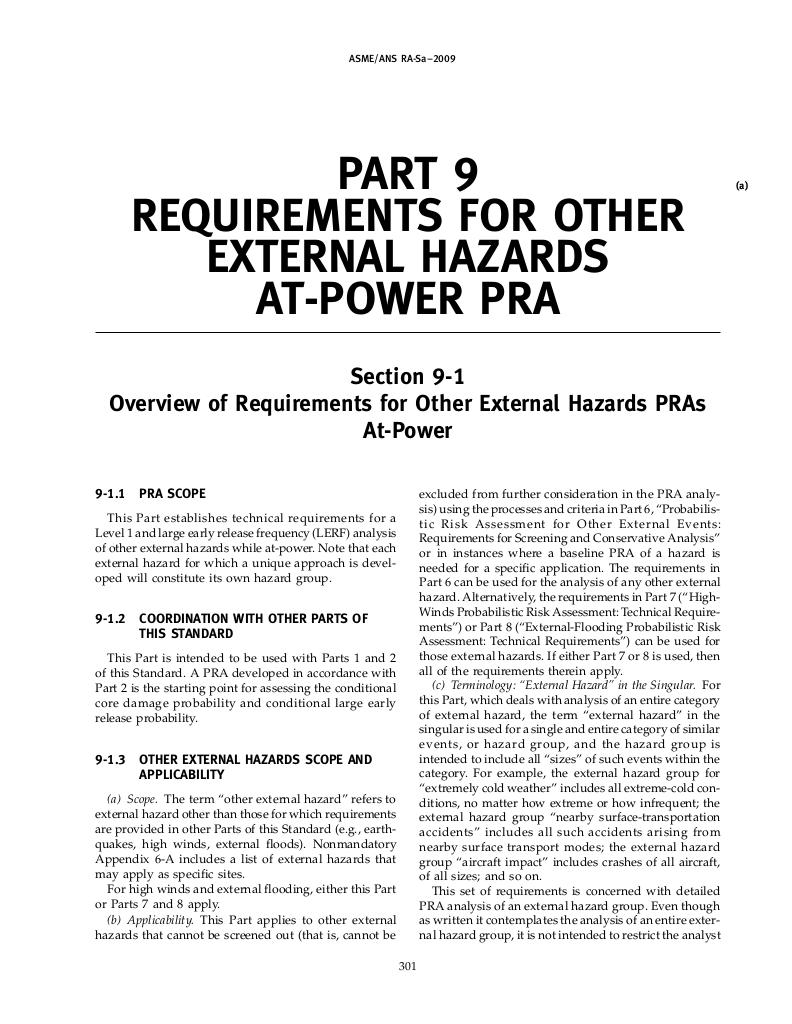 ASME/ANS RA-Sa–2009
PART 9
REQUIREMENTS FOR OTHER
EXTERNAL HAZARDS
AT-POWER PRA
(a)
Section 9-1
Overview of Requirements for Other External Hazards PRAs
At-Power
9-1.1 PRA SCOPE
This Part establishes technical requirements for a
Level 1 and large early release frequency (LERF) analysis
of other external hazards while at-power. Note that each
external hazard for which a unique approach is devel-
oped will constitute its own hazard group.
9-1.2 COORDINATION WITH OTHER PARTS OF
THIS STANDARD
This Part is intended to be used with Parts 1 and 2
of this Standard. A PRA developed in accordance with
Part 2 is the starting point for assessing the conditional
core damage probability and conditional large early
release probability.
9-1.3 OTHER EXTERNAL HAZARDS SCOPE AND
APPLICABILITY
(a) Scope. The term “other external hazard” refers to
external hazard other than those for which requirements
are provided in other Parts of this Standard (e.g., earth-
quakes, high winds, external floods). Nonmandatory
Appendix 6-A includes a list of external hazards that
may apply as specific sites.
For high winds and external flooding, either this Part
or Parts 7 and 8 apply.
(b) Applicability. This Part applies to other external
hazards that cannot be screened out (that is, cannot be
excluded from further consideration in the PRA analy-
sis) using the processes and criteria in Part 6, “Probabilis-
tic Risk Assessment for Other External Events:
Requirements for Screening and Conservative Analysis”
or in instances where a baseline PRA of a hazard is
needed for a specific application. The requirements in
Part 6 can be used for the analysis of any other external
hazard. Alternatively, the requirements in Part 7 (“High-
Winds Probabilistic Risk Assessment: Technical Require-
ments”) or Part 8 (“External-Flooding Probabilistic Risk
Assessment: Technical Requirements”) can be used for
those external hazards. If either Part 7 or 8 is used, then
all of the requirements therein apply.
(c) Terminology: “External Hazard” in the Singular. For
this Part, which deals with analysis of an entire category
of external hazard, the term “external hazard” in the
singular is used for a single and entire category of similar
events, or hazard group, and the hazard group is
intended to include all “sizes” of such events within the
category. For example, the external hazard group for
“extremely cold weather” includes all extreme-cold con-
ditions, no matter how extreme or how infrequent; the
external hazard group “nearby surface-transportation
accidents” includes all such accidents arising from
nearby surface transport modes; the external hazard
group “aircraft impact” includes crashes of all aircraft,
of all sizes; and so on.
This set of requirements is concerned with detailed
PRA analysis of an external hazard group. Even though
as written it contemplates the analysis of an entire exter-
nal hazard group, it is not intended to restrict the analyst
301